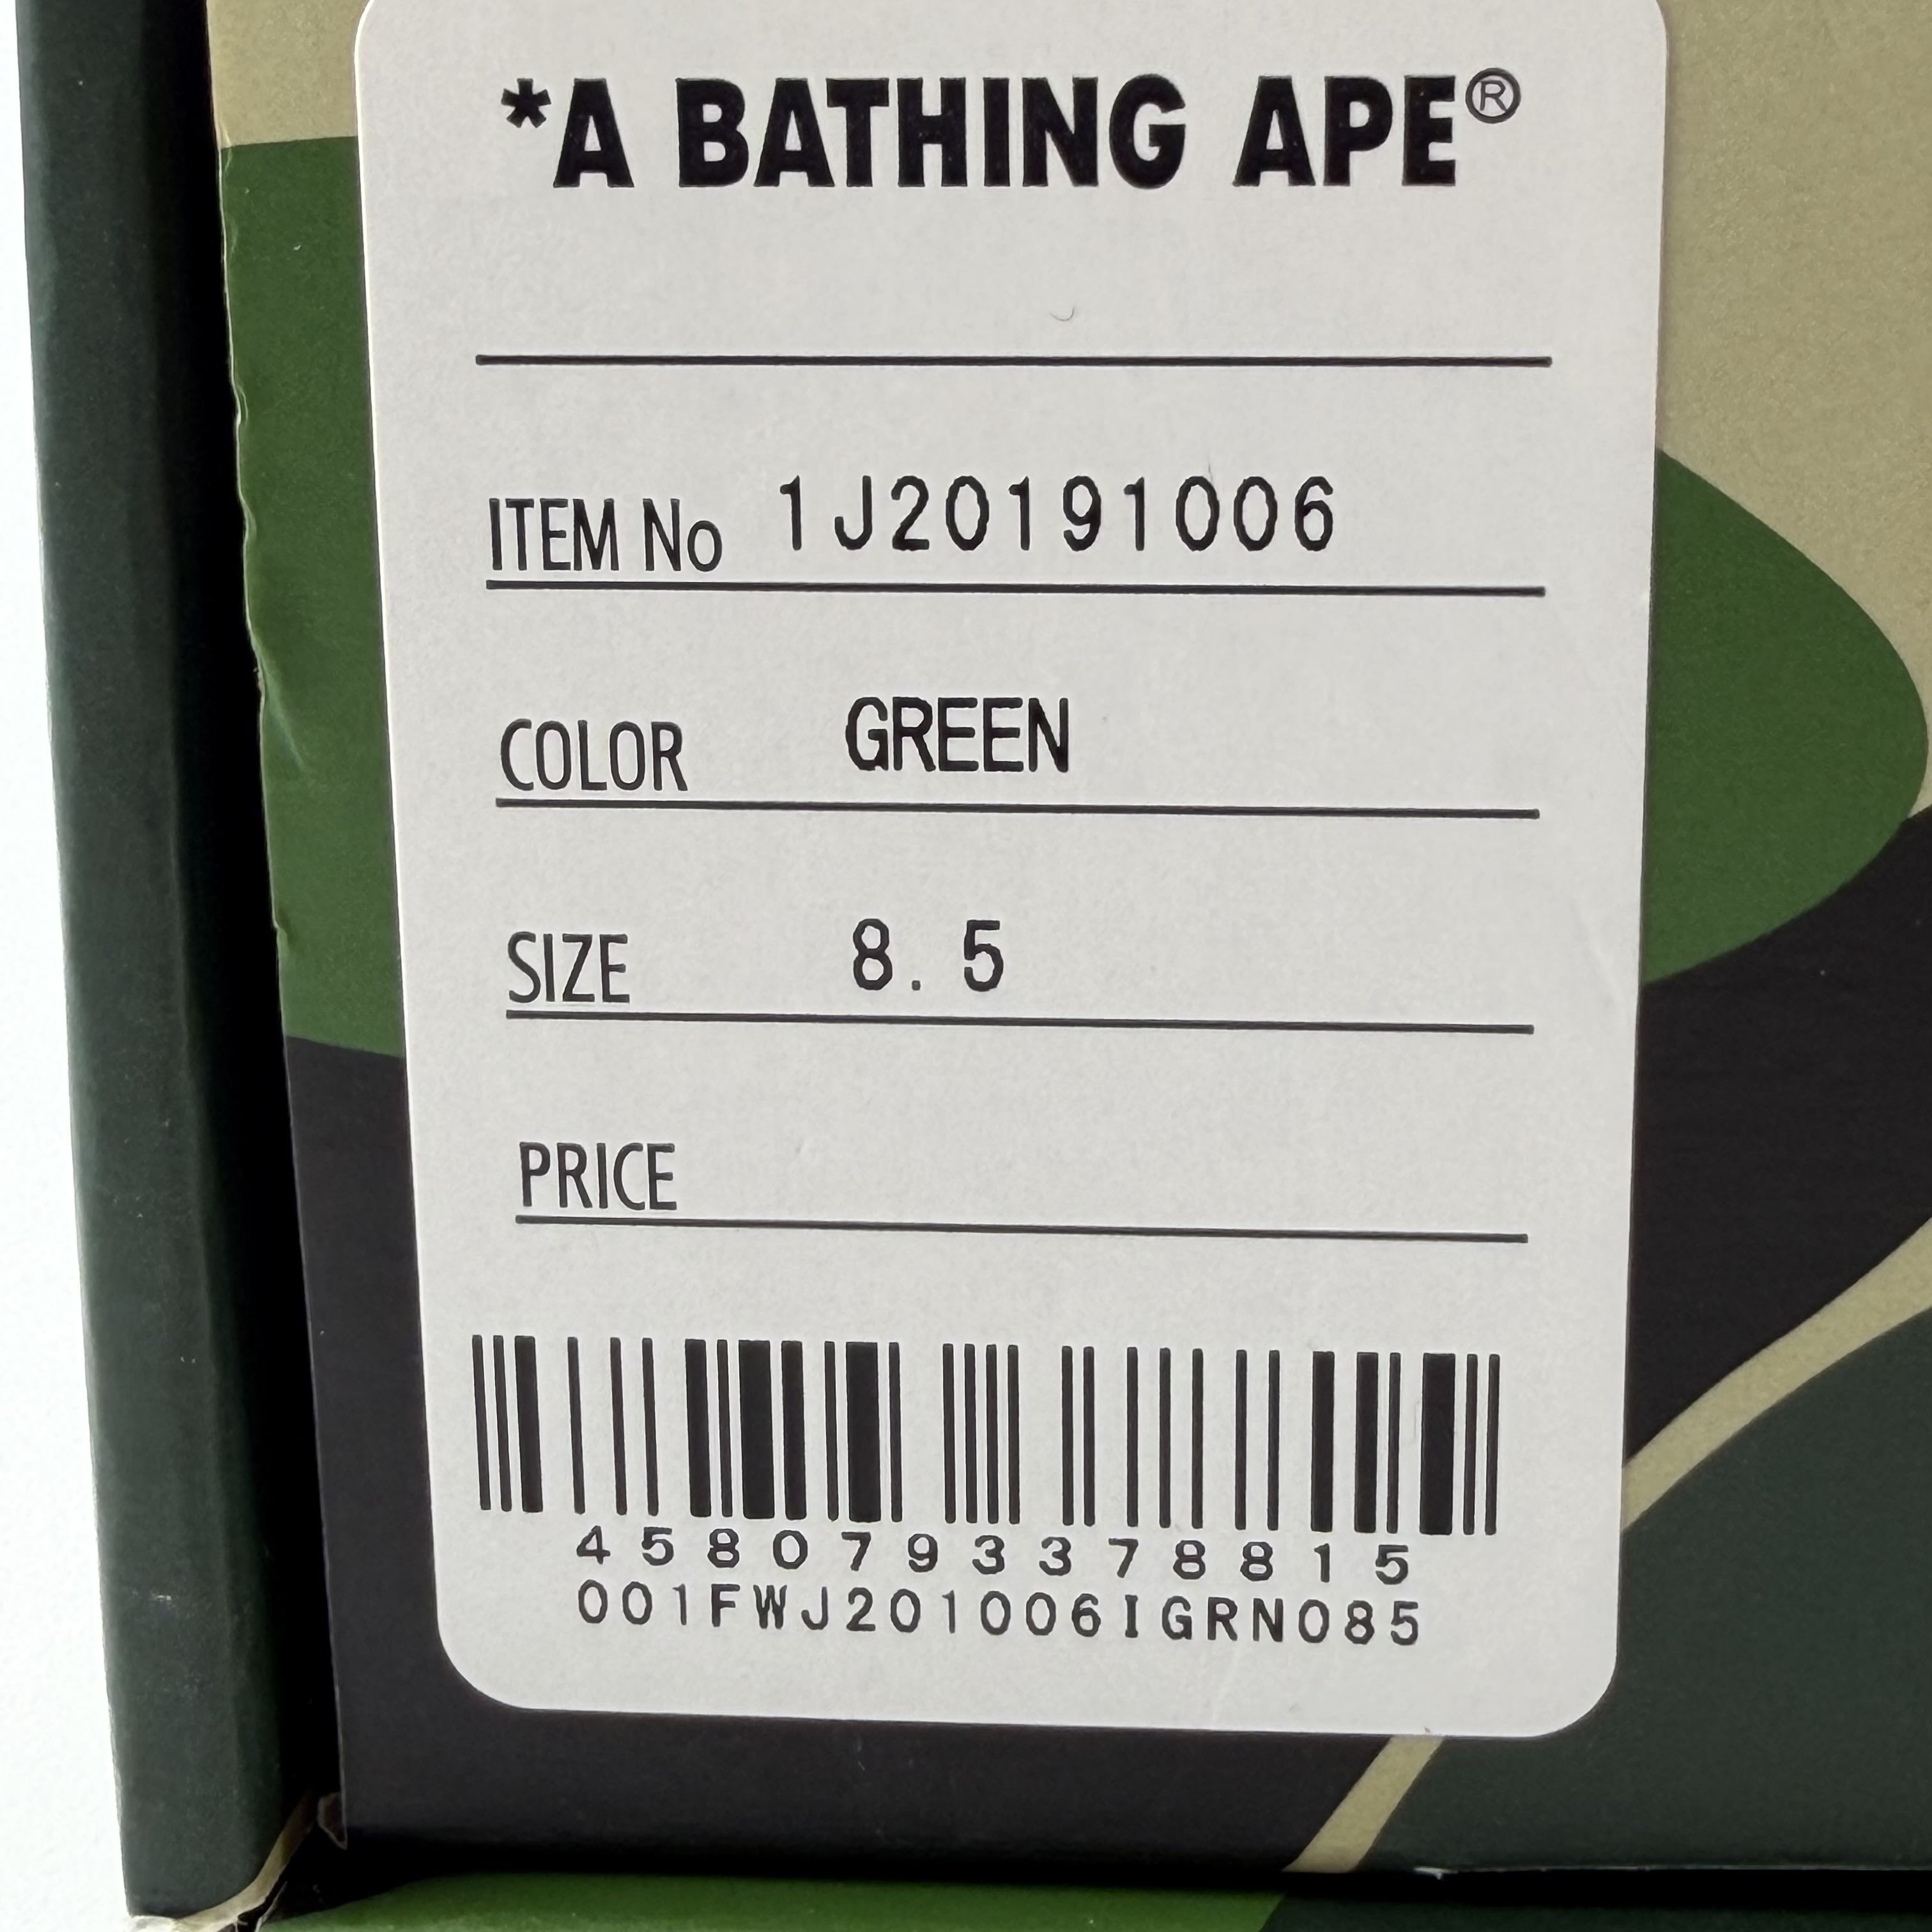 *A BATHING APE®
ITEM No 1J20191006
COLOR GREEN
SIZE 8.5
PRICE
4580793378815
001FWJ201006IGRN085